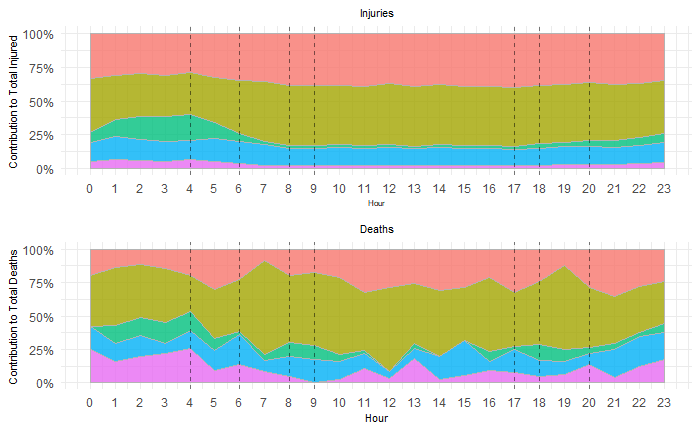 Injuries
Contribution to Total Injured
100%
75%
50%
25%
0%
0 1 2 3 4 5 6 7 8 9 10 11 12 13 14 15 16 17 18 19 20 21 22 23
Hour
Deaths
Contribution to Total Deaths
100%
75%
50%
25%
0%
0 1 2 3 4 5 6 7 8 9 10 11 12 13 14 15 16 17 18 19 20 21 22 23
Hour